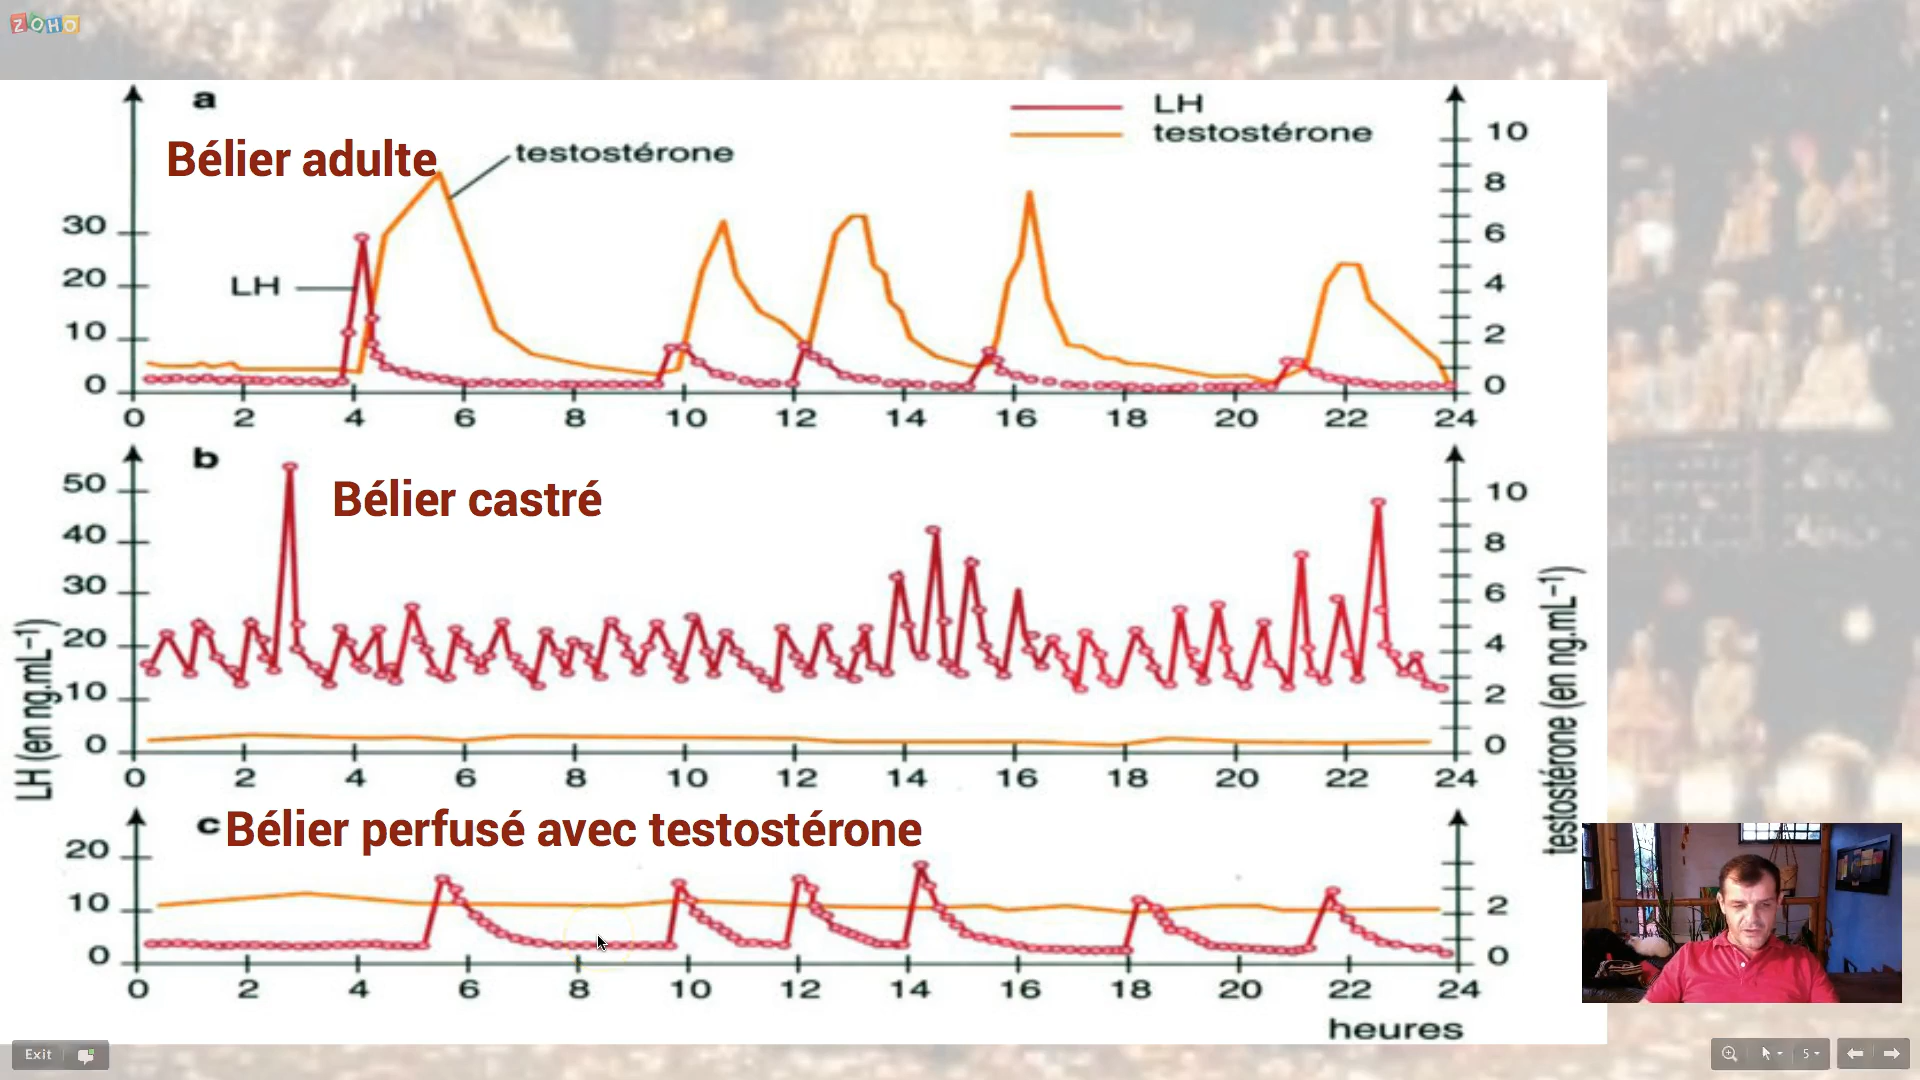 ZOHO
a
LH
testostérone
Bélier adulte
testostérone
LH
30
20
10
0
10
8
6
4
2
0
0 2 4 6 8 10 12 14 16 18 20 22 24
b
Bélier castré
50
40
30
20
10
0
10
8
6
4
2
0
LH (en ng.mL⁻¹)
testostérone (en ng.mL⁻¹)
0 2 4 6 8 10 12 14 16 18 20 22 24
c Bélier perfusé avec testostérone
20
10
0
2
0
0 2 4 6 8 10 12 14 16 18 20 22 24
heures
Exit
5